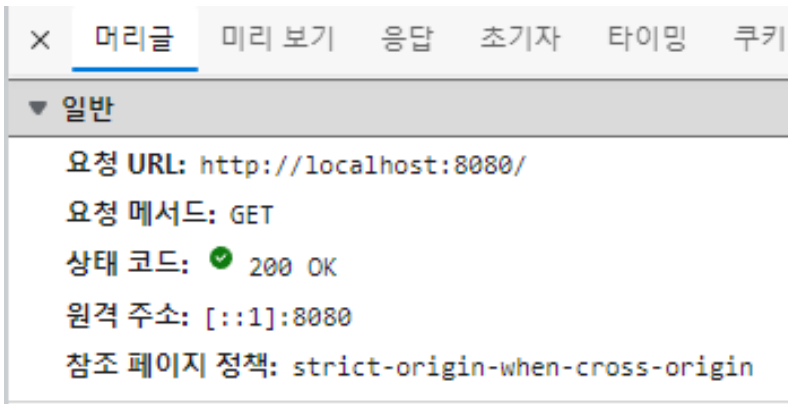 × 머리글 미리 보기 응답 초기자 타이밍 쿠키
▼ 일반
요청 URL: http://localhost:8080/
요청 메서드: GET
상태 코드: 200 OK
원격 주소: [::1]:8080
참조 페이지 정책: strict-origin-when-cross-origin